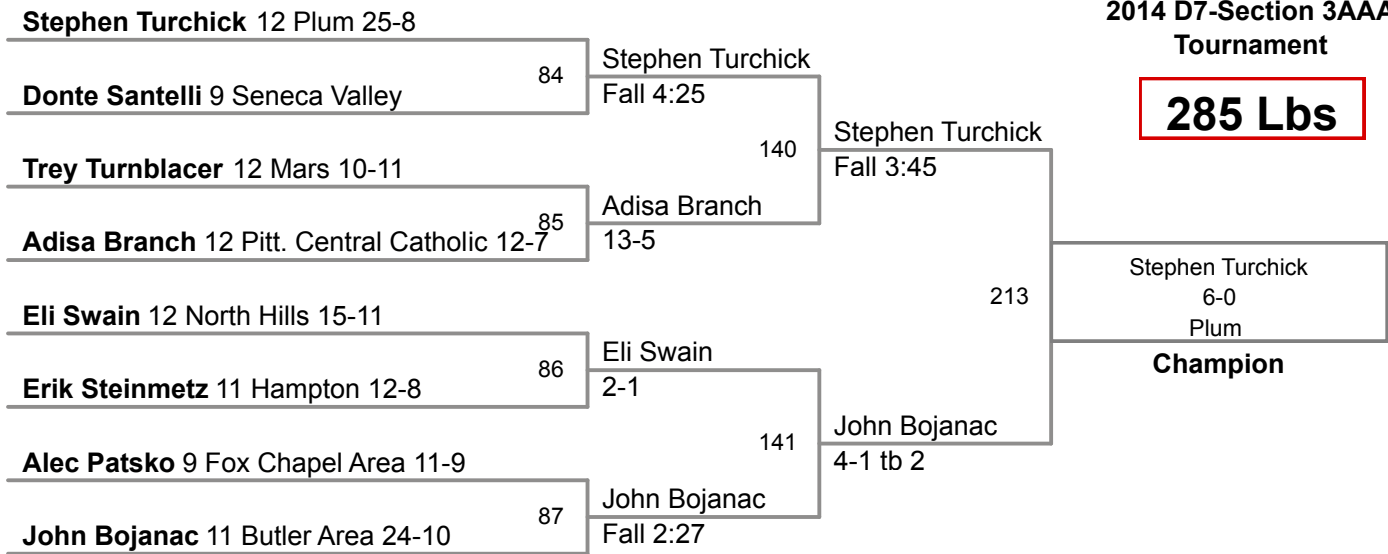 Stephen Turchick 12 Plum 25-8
2014 D7-Section 3AAA
Tournament
285 Lbs
84
Stephen Turchick
Fall 4:25
Donte Santelli 9 Seneca Valley
140
Stephen Turchick
Fall 3:45
Trey Turnblacer 12 Mars 10-11
85
Adisa Branch
13-5
Adisa Branch 12 Pitt. Central Catholic 12-7
213
Stephen Turchick
6-0
Plum
Champion
Eli Swain 12 North Hills 15-11
86
Eli Swain
2-1
Erik Steinmetz 11 Hampton 12-8
141
John Bojanac
4-1 tb 2
Alec Patsko 9 Fox Chapel Area 11-9
87
John Bojanac
Fall 2:27
John Bojanac 11 Butler Area 24-10